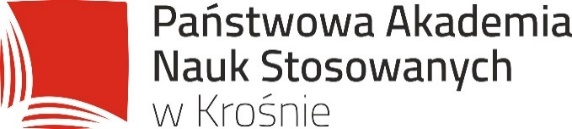 Państwowa Akademia
Nauk Stosowanych
w Krośnie